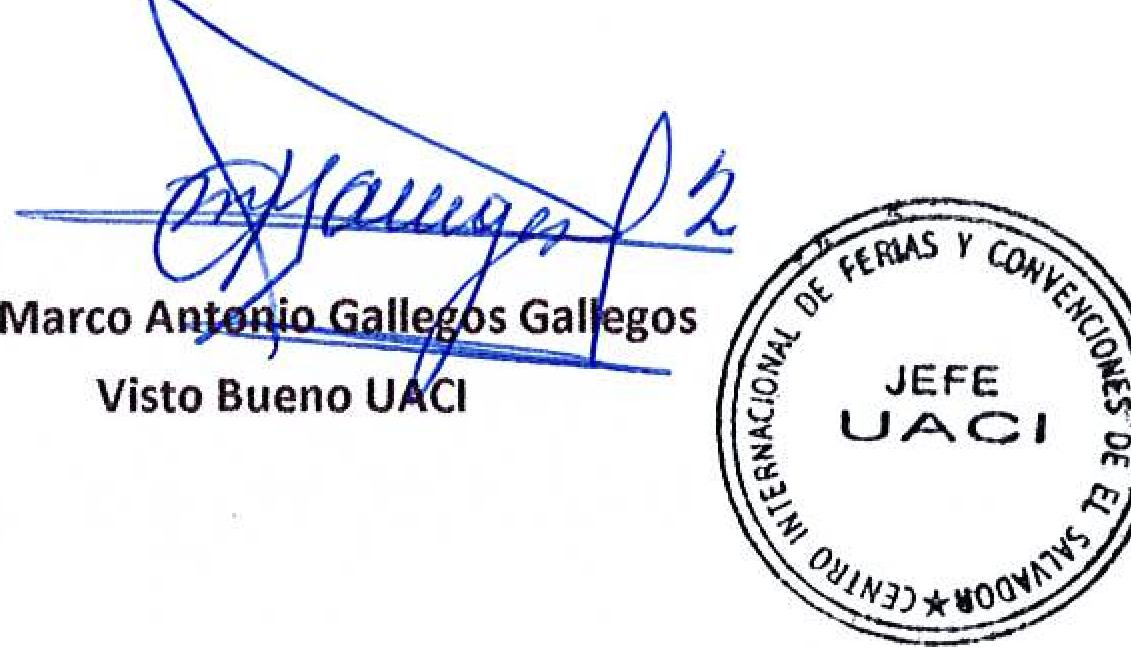 Marco Antonio Gallegos Gallegos
Visto Bueno UACI
CENTRO INTERNACIONAL DE FERIAS Y CONVENCIONES DE EL SALVADOR
JEFE
UACI